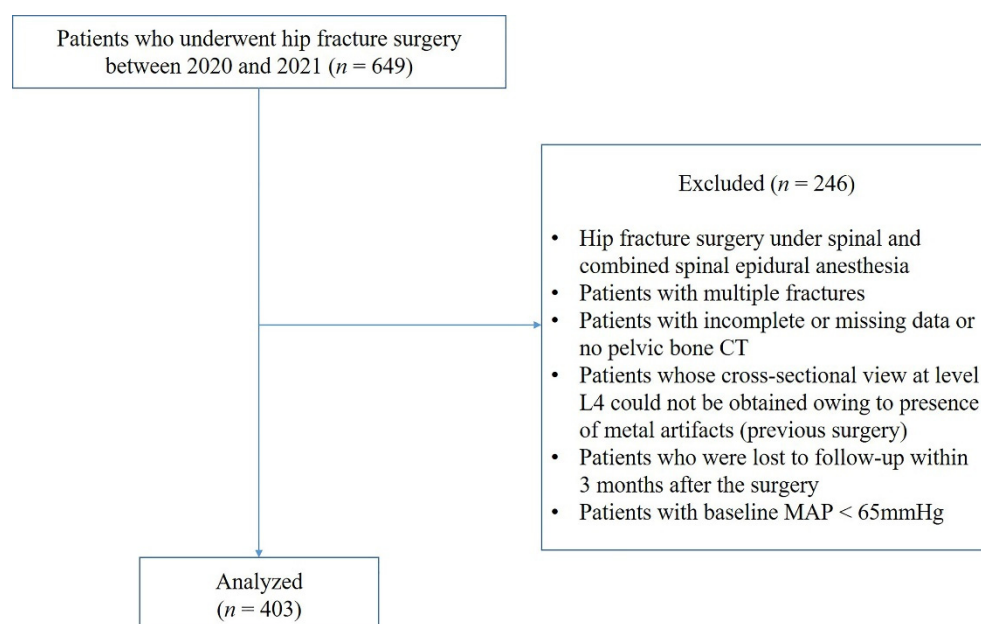 Patients who underwent hip fracture surgery
between 2020 and 2021 (n = 649)
Excluded (n = 246)
• Hip fracture surgery under spinal and
combined spinal epidural anesthesia
• Patients with multiple fractures
• Patients with incomplete or missing data or
no pelvic bone CT
• Patients whose cross-sectional view at level
L4 could not be obtained owing to presence
of metal artifacts (previous surgery)
• Patients who were lost to follow-up within
3 months after the surgery
• Patients with baseline MAP < 65mmHg
Analyzed
(n = 403)